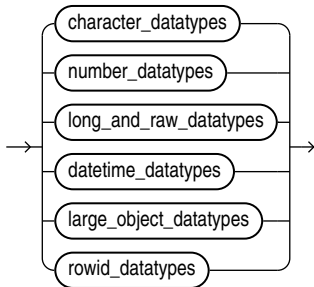 character_datatypes
number_datatypes
long_and_raw_datatypes
datetime_datatypes
large_object_datatypes
rowid_datatypes